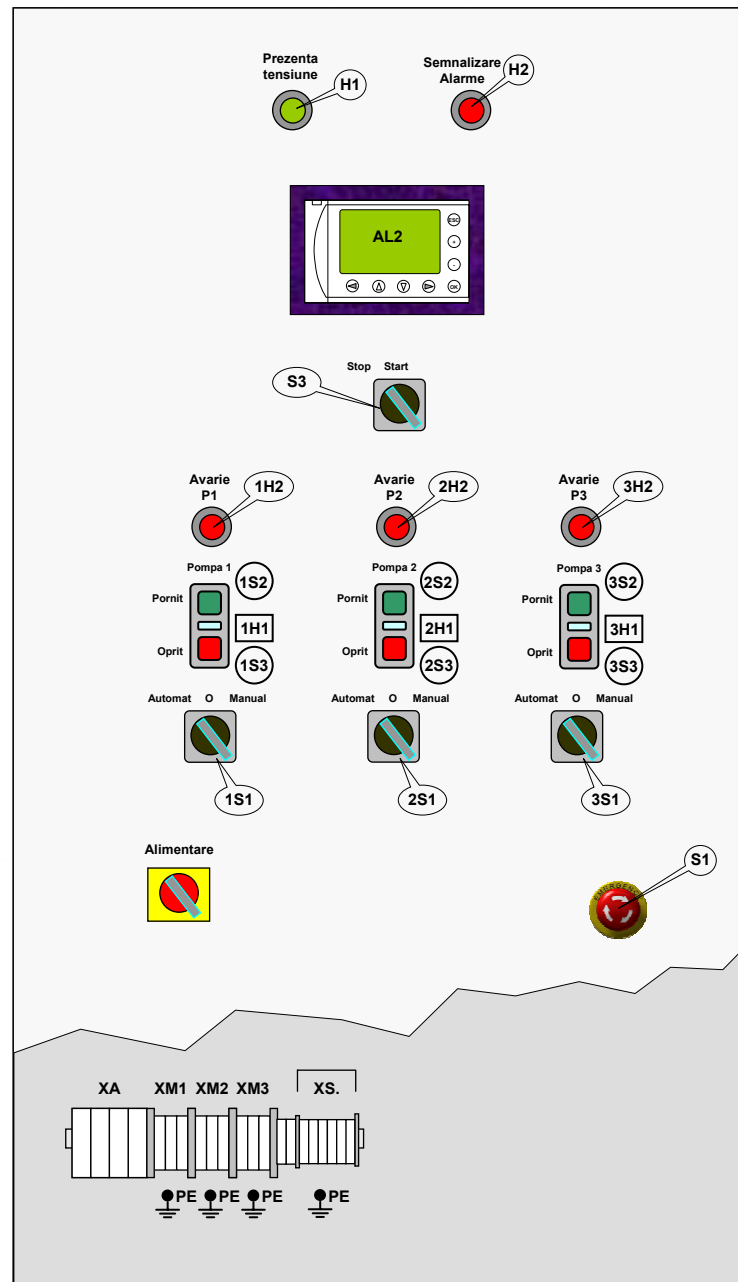 Prezenta
tensiune
H1
Semnalizare
Alarme
H2
AL2
ESC
+
-
OK
Stop Start
S3
Avarie
P1
1H2
Avarie
P2
2H2
Avarie
P3
3H2
Pompa 1
1S2
Pornit
1H1
Oprit
1S3
Pompa 2
2S2
Pornit
2H1
Oprit
2S3
Pompa 3
3S2
Pornit
3H1
Oprit
3S3
Automat O Manual
Automat O Manual
Automat O Manual
1S1
2S1
3S1
Alimentare
S1
EMERGENCY
XA XM1 XM2 XM3 XS.
PE PE PE PE